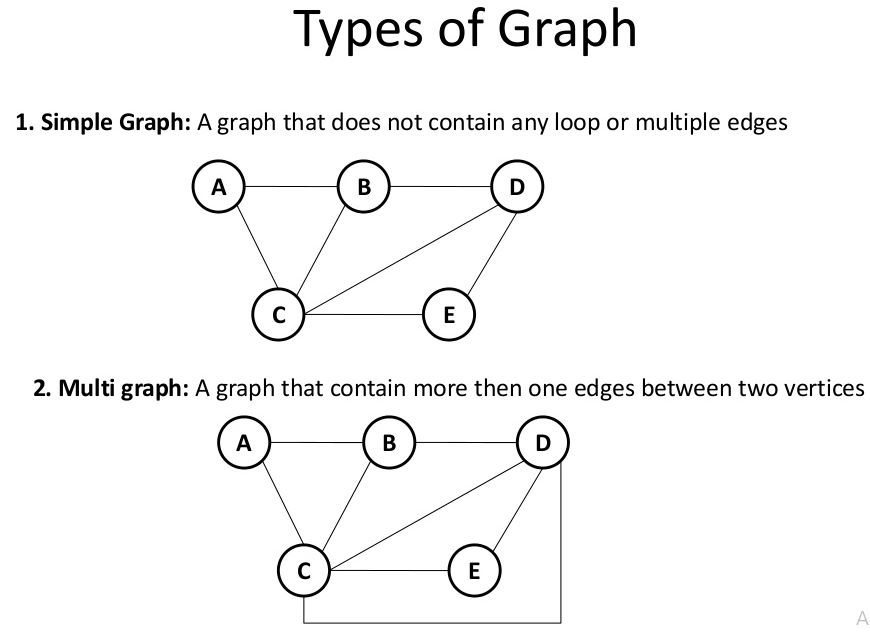 Types of Graph
1. Simple Graph: A graph that does not contain any loop or multiple edges
A B D
C E
2. Multi graph: A graph that contain more then one edges between two vertices
A B D
C E
A